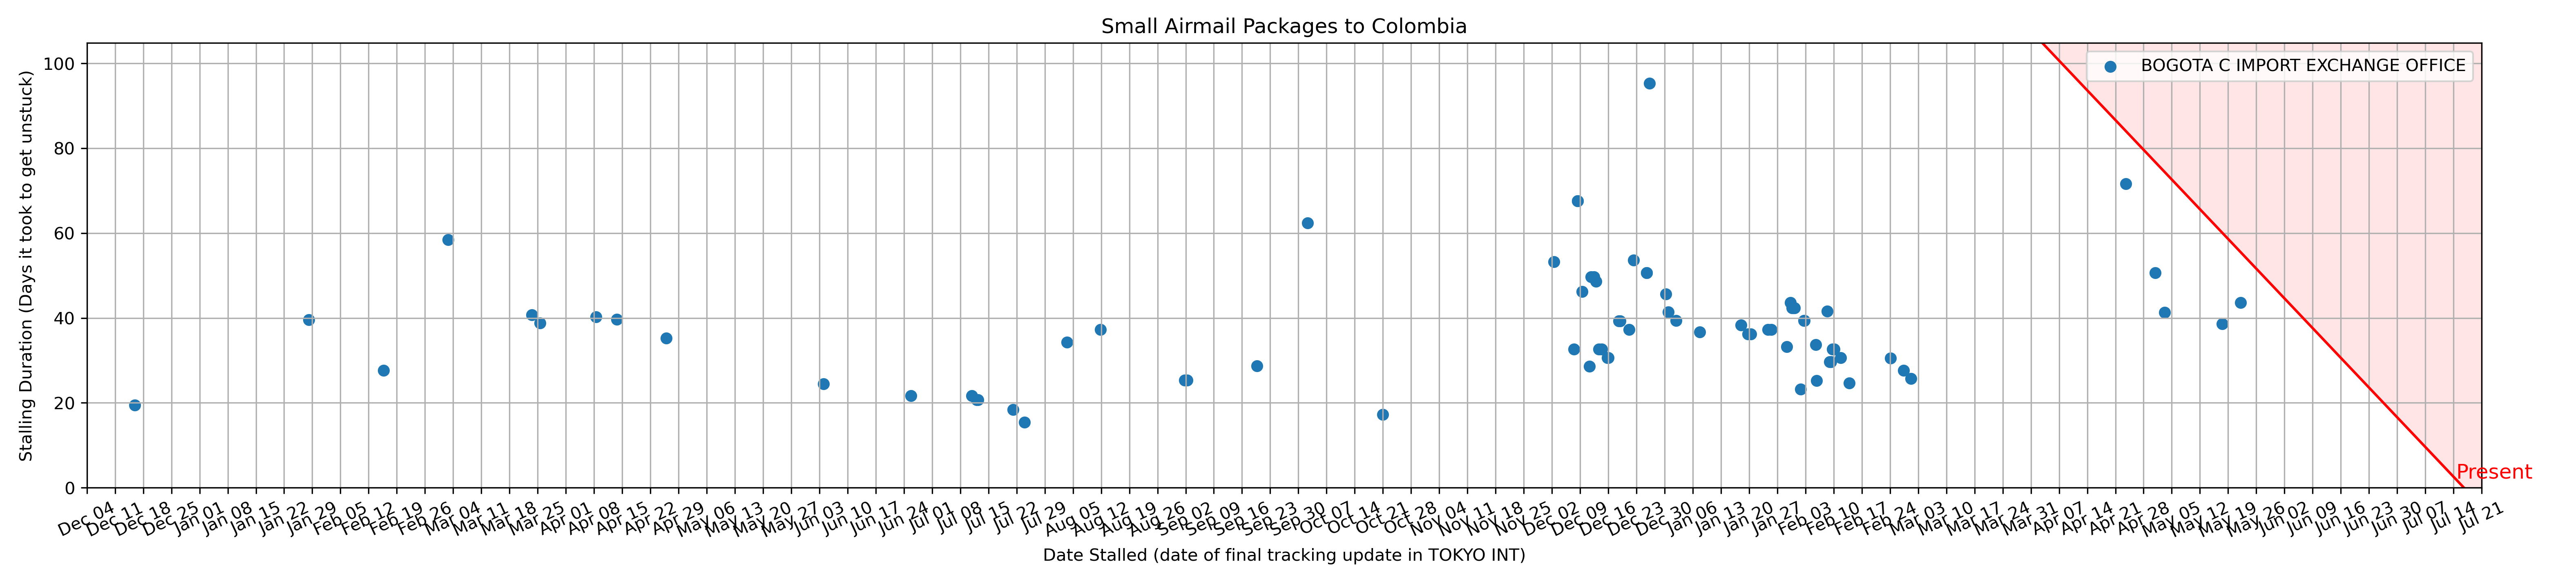 Small Airmail Packages to Colombia
BOGOTA C IMPORT EXCHANGE OFFICE
Stalling Duration (Days it took to get unstuck)
100
80
60
40
20
0
Present
Dec 04
Dec 11
Dec 18
Dec 25
Jan 01
Jan 08
Jan 15
Jan 22
Jan 29
Feb 05
Feb 12
Feb 19
Feb 26
Mar 04
Mar 11
Mar 18
Mar 25
Apr 01
Apr 08
Apr 15
Apr 22
Apr 29
May 06
May 13
May 20
May 27
Jun 03
Jun 10
Jun 17
Jun 24
Jul 01
Jul 08
Jul 15
Jul 22
Jul 29
Aug 05
Aug 12
Aug 19
Aug 26
Sep 02
Sep 09
Sep 16
Sep 23
Sep 30
Oct 07
Oct 14
Oct 21
Oct 28
Nov 04
Nov 11
Nov 18
Nov 25
Dec 02
Dec 09
Dec 16
Dec 23
Dec 30
Jan 06
Jan 13
Jan 20
Jan 27
Feb 03
Feb 10
Feb 17
Feb 24
Mar 03
Mar 10
Mar 17
Mar 24
Mar 31
Apr 07
Apr 14
Apr 21
Apr 28
May 05
May 12
May 19
May 26
Jun 02
Jun 09
Jun 16
Jun 23
Jun 30
Jul 07
Jul 14
Jul 21
Date Stalled (date of final tracking update in TOKYO INT)